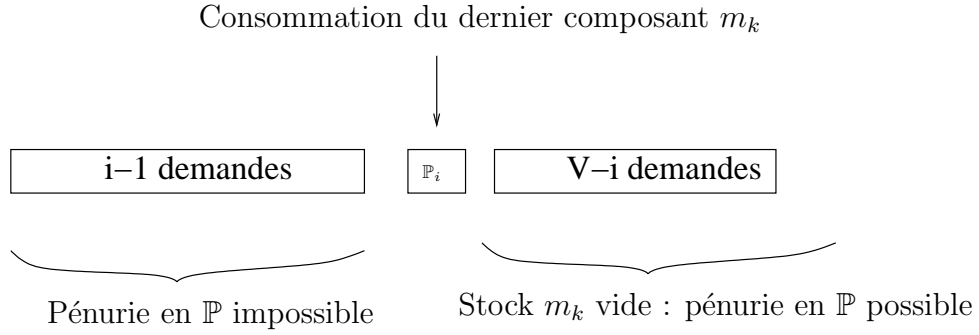 Consommation du dernier composant m_k
i–1 demandes
ℙ_i
V–i demandes
Pénurie en ℙ impossible
Stock m_k vide : pénurie en ℙ possible